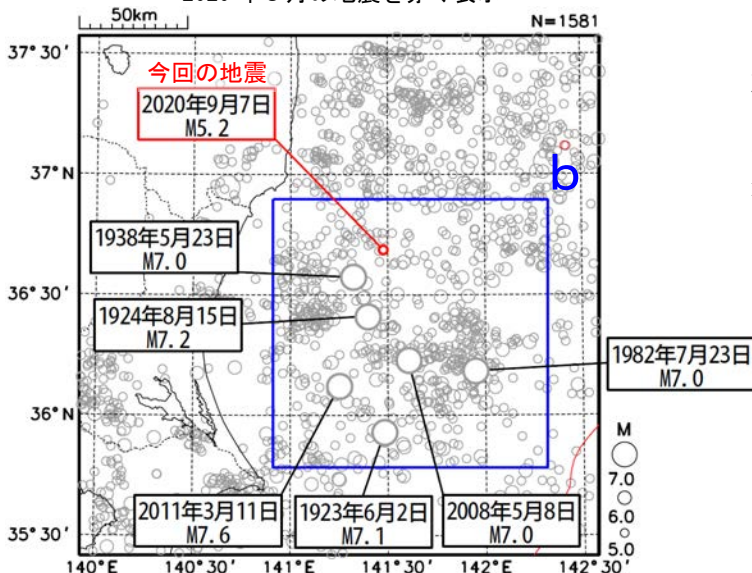 50km
N=1581
37°30′
今回の地震
2020年9月7日
M5.2
37°N
b
1938年5月23日
M7.0
36°30′
1924年8月15日
M7.2
1982年7月23日
M7.0
36°N
M
7.0
6.0
5.0
2011年3月11日
M7.6
1923年6月2日
M7.1
2008年5月8日
M7.0
35°30′
140°E
140°30′
141°E
141°30′
142°E
142°30′